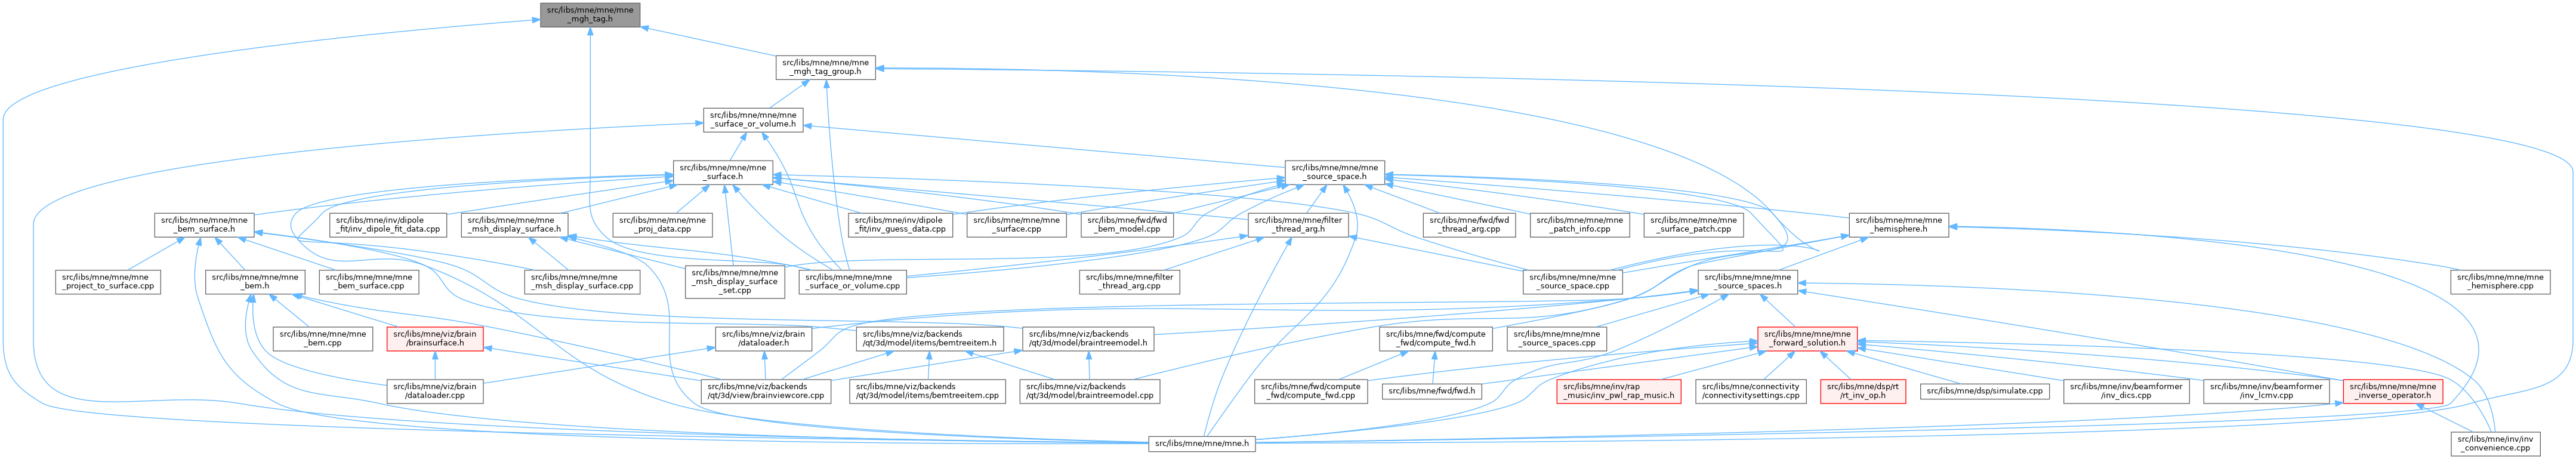 src/libs/mne/mne/mne
_mgh_tag.h
src/libs/mne/mne/mne
_mgh_tag_group.h
src/libs/mne/mne/mne
_surface_or_volume.h
src/libs/mne/mne/mne
_surface.h
src/libs/mne/mne/mne
_source_space.h
src/libs/mne/mne/mne
_bem_surface.h
src/libs/mne/inv/dipole
_fit/inv_dipole_fit_data.cpp
src/libs/mne/mne/mne
_msh_display_surface.h
src/libs/mne/mne/mne
_proj_data.cpp
src/libs/mne/inv/dipole
_fit/inv_guess_data.cpp
src/libs/mne/mne/mne
_surface.cpp
src/libs/mne/fwd/fwd
_bem_model.cpp
src/libs/mne/mne/filter
_thread_arg.h
src/libs/mne/fwd/fwd
_thread_arg.cpp
src/libs/mne/mne/mne
_patch_info.cpp
src/libs/mne/mne/mne
_surface_patch.cpp
src/libs/mne/mne/mne
_hemisphere.h
src/libs/mne/mne/mne
_project_to_surface.cpp
src/libs/mne/mne/mne
_bem.h
src/libs/mne/mne/mne
_bem_surface.cpp
src/libs/mne/mne/mne
_msh_display_surface.cpp
src/libs/mne/mne/mne
_msh_display_surface
_set.cpp
src/libs/mne/mne/mne
_surface_or_volume.cpp
src/libs/mne/mne/filter
_thread_arg.cpp
src/libs/mne/mne/mne
_source_space.cpp
src/libs/mne/mne/mne
_source_spaces.h
src/libs/mne/mne/mne
_hemisphere.cpp
src/libs/mne/mne/mne
_bem.cpp
src/libs/mne/viz/brain
/brainsurface.h
src/libs/mne/viz/brain
/dataloader.h
src/libs/mne/viz/backends
/qt/3d/model/items/bemtreeitem.h
src/libs/mne/viz/backends
/qt/3d/model/braintreemodel.h
src/libs/mne/fwd/compute
_fwd/compute_fwd.h
src/libs/mne/mne/mne
_source_spaces.cpp
src/libs/mne/mne/mne
_forward_solution.h
src/libs/mne/viz/brain
/dataloader.cpp
src/libs/mne/viz/backends
/qt/3d/view/brainviewcore.cpp
src/libs/mne/viz/backends
/qt/3d/model/items/bemtreeitem.cpp
src/libs/mne/viz/backends
/qt/3d/model/braintreemodel.cpp
src/libs/mne/fwd/compute
_fwd/compute_fwd.cpp
src/libs/mne/fwd/fwd.h
src/libs/mne/inv/rap
_music/inv_pwl_rap_music.h
src/libs/mne/connectivity
/connectivitysettings.cpp
src/libs/mne/dsp/rt
/rt_inv_op.h
src/libs/mne/dsp/simulate.cpp
src/libs/mne/inv/beamformer
/inv_dics.cpp
src/libs/mne/inv/beamformer
/inv_lcmv.cpp
src/libs/mne/mne/mne
_inverse_operator.h
src/libs/mne/mne/mne.h
src/libs/mne/inv/inv
_convenience.cpp